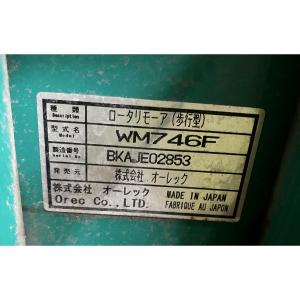 種類 Description ロータリモーア(歩行型)
型式名 Model WM746F
製造番号 Serial No. BKAJE02853
発売元 株式会社 オーレック
株式会社 オーレック MADE IN JAPAN
Orec Co.,LTD. FABRIQUE AU JAPON